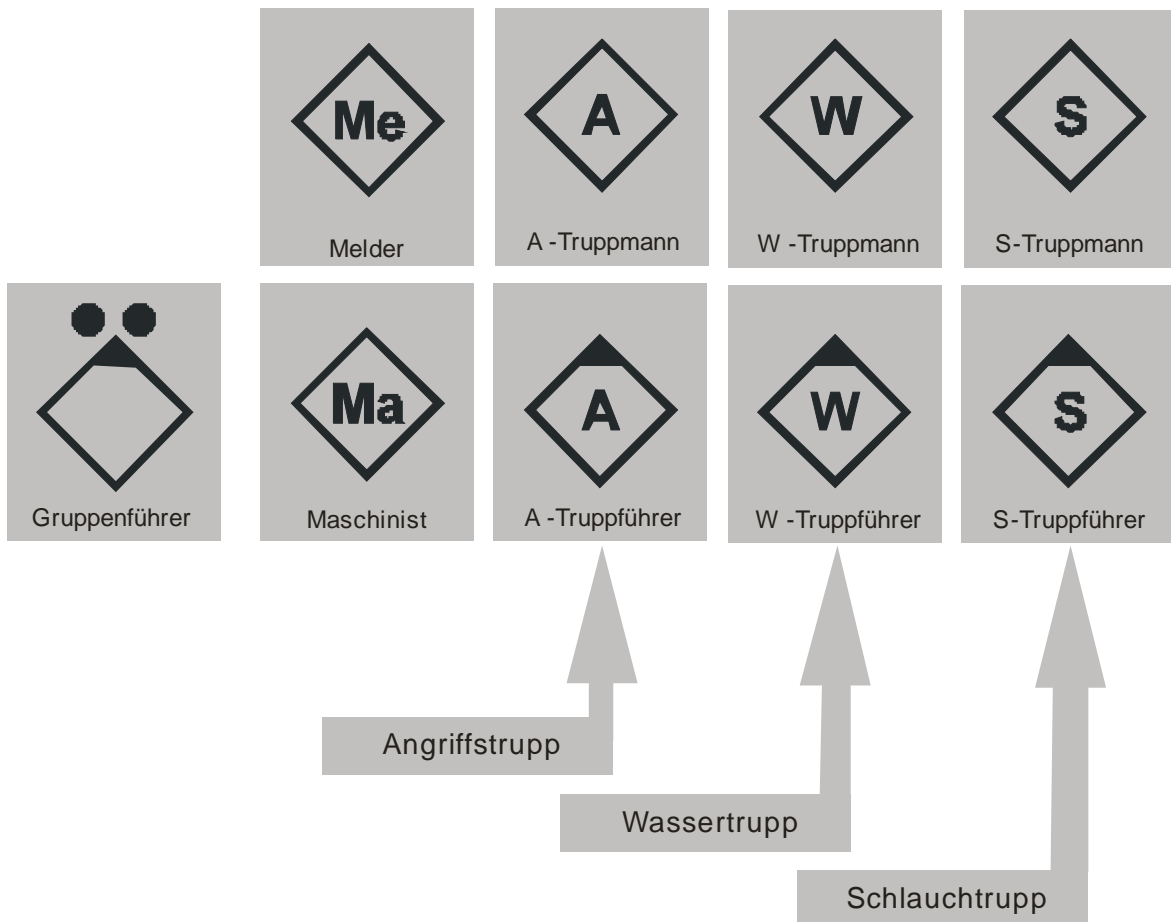 Me
A
W
S
Melder
A -Truppmann
W -Truppmann
S-Truppmann
Ma
A
W
S
Gruppenführer
Maschinist
A -Truppführer
W -Truppführer
S-Truppführer
Angriffstrupp
Wassertrupp
Schlauchtrupp